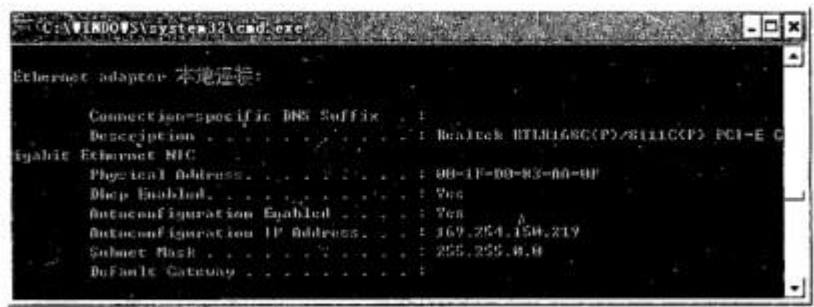 C:\WINDOWS\system32\cmd.exe
Ethernet adapter 本地连接:
Connection-specific DNS Suffix . :
Description . . . . . . . . . . . : Realtek RTL8168C(P)/8111C(P) PCI-E G
igabit Ethernet NIC
Physical Address. . . . . . . . . :
Dhcp Enabled. . . . . . . . . . . : Yes
Autoconfiguration Enabled . . . . : Yes
Autoconfiguration IP Address. . . : 169.254.150.219
Subnet Mask . . . . . . . . . . . : 255.255.0.0
Default Gateway . . . . . . . . . :